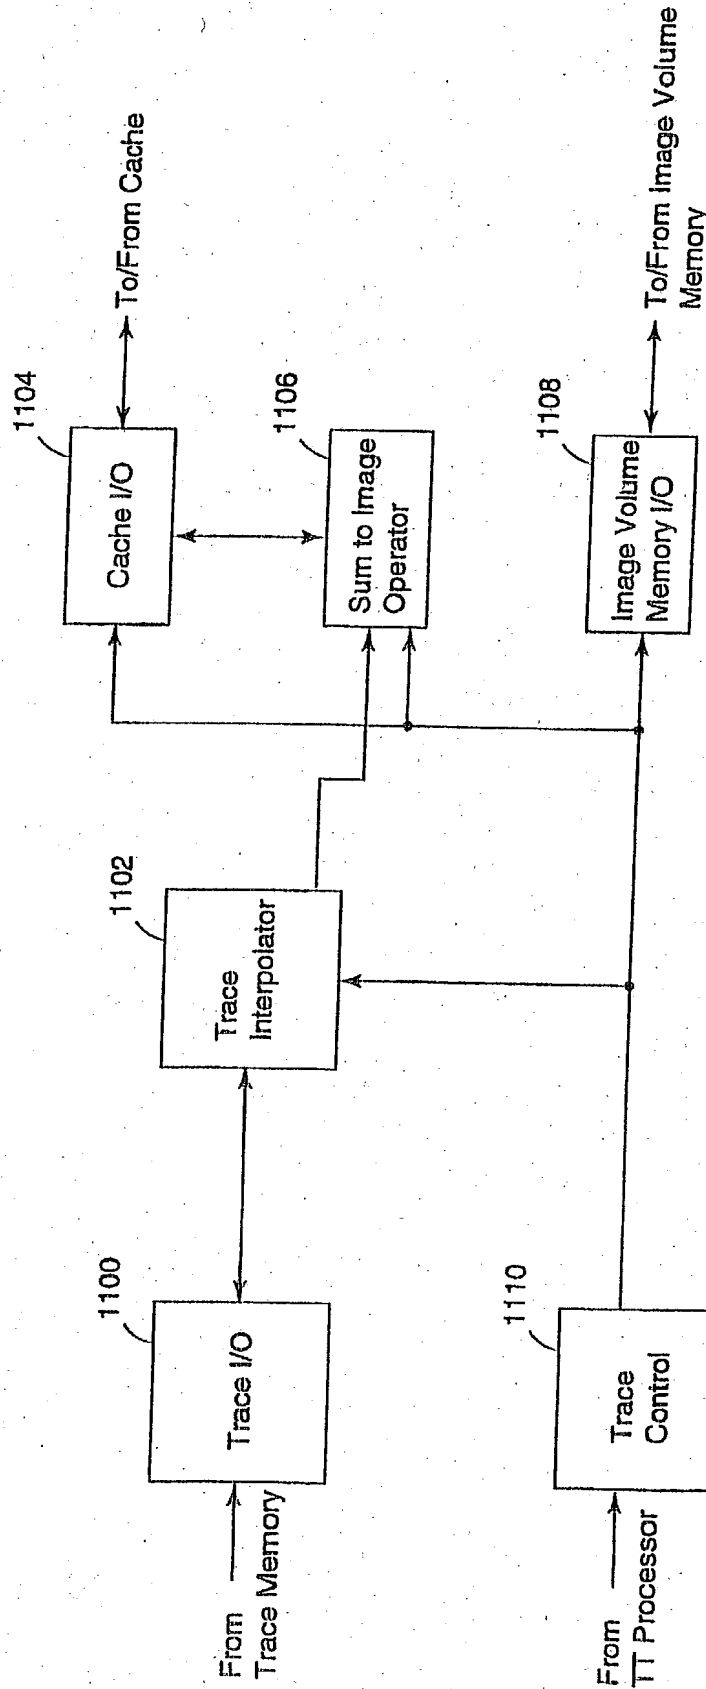 1104
Cache I/O
To/From Cache
1102
Trace
Interpolator
1106
Sum to Image
Operator
1100
Trace I/O
From
Trace Memory
1108
Image Volume
Memory I/O
To/From Image Volume
Memory
1110
Trace
Control
From
TT Processor